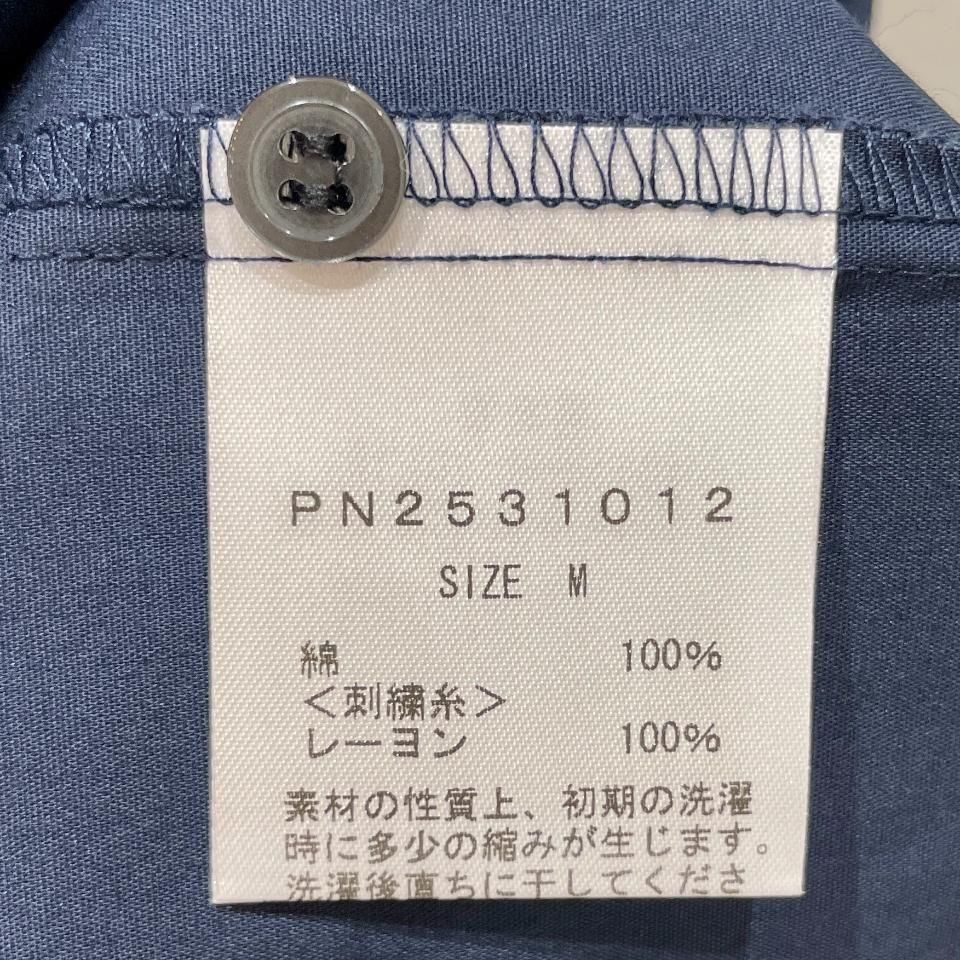 PN2531012
SIZE M
綿 100%
<刺繍糸>
レーヨン 100%
素材の性質上、初期の洗濯
時に多少の縮みが生じます。
洗濯後直ちに干してくださ